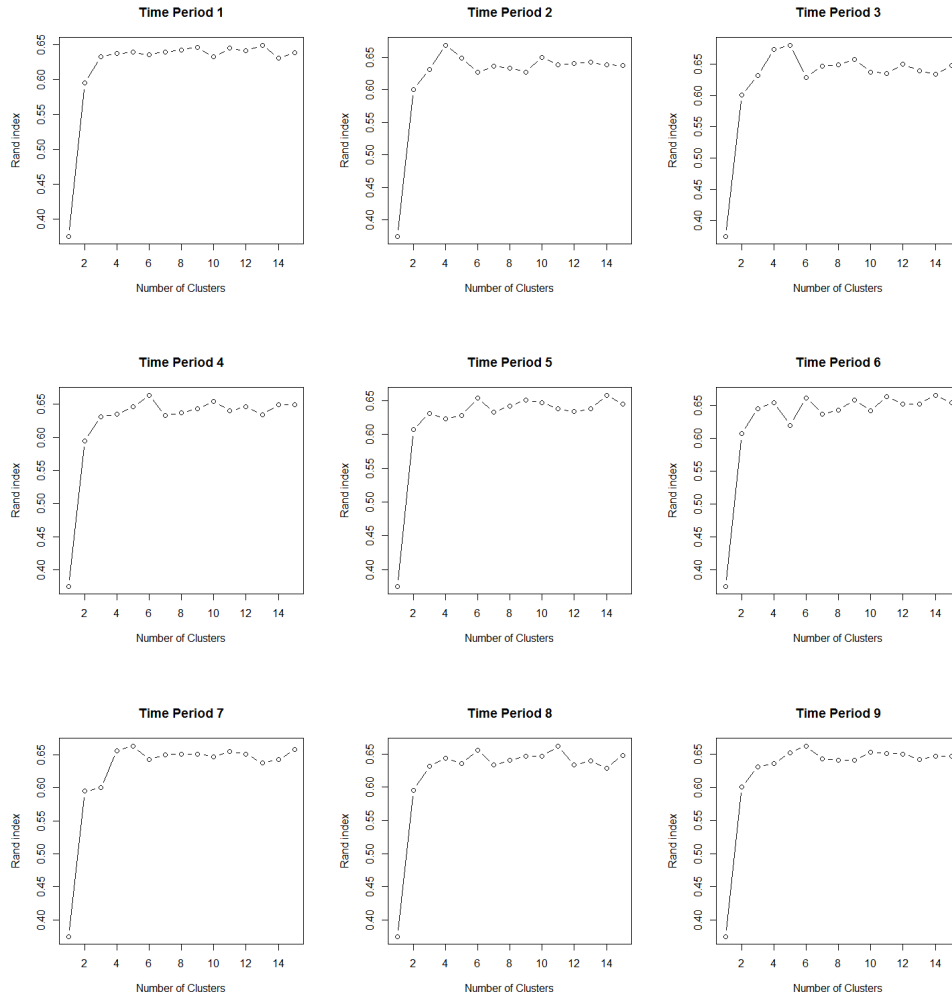 Time Period 1
Rand index
0.40 0.45 0.50 0.55 0.60 0.65
2 4 6 8 10 12 14
Number of Clusters
Time Period 2
Rand index
0.40 0.45 0.50 0.55 0.60 0.65
2 4 6 8 10 12 14
Number of Clusters
Time Period 3
Rand index
0.40 0.45 0.50 0.55 0.60 0.65
2 4 6 8 10 12 14
Number of Clusters
Time Period 4
Rand index
0.40 0.45 0.50 0.55 0.60 0.65
2 4 6 8 10 12 14
Number of Clusters
Time Period 5
Rand index
0.40 0.45 0.50 0.55 0.60 0.65
2 4 6 8 10 12 14
Number of Clusters
Time Period 6
Rand index
0.40 0.45 0.50 0.55 0.60 0.65
2 4 6 8 10 12 14
Number of Clusters
Time Period 7
Rand index
0.40 0.45 0.50 0.55 0.60 0.65
2 4 6 8 10 12 14
Number of Clusters
Time Period 8
Rand index
0.40 0.45 0.50 0.55 0.60 0.65
2 4 6 8 10 12 14
Number of Clusters
Time Period 9
Rand index
0.40 0.45 0.50 0.55 0.60 0.65
2 4 6 8 10 12 14
Number of Clusters